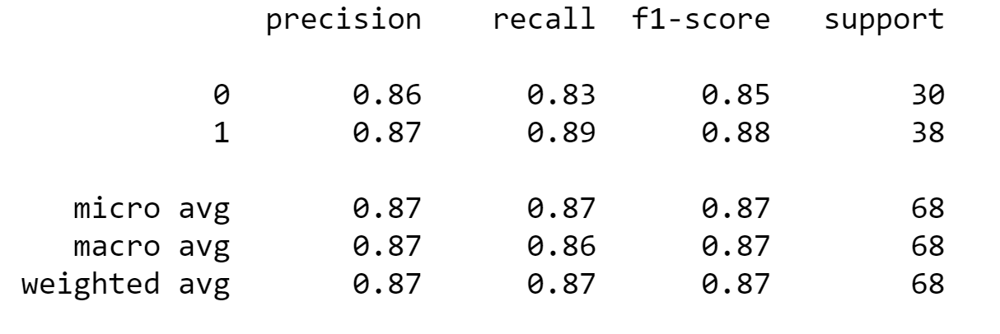 precision recall f1-score support
0 0.86 0.83 0.85 30
1 0.87 0.89 0.88 38
micro avg 0.87 0.87 0.87 68
macro avg 0.87 0.86 0.87 68
weighted avg 0.87 0.87 0.87 68